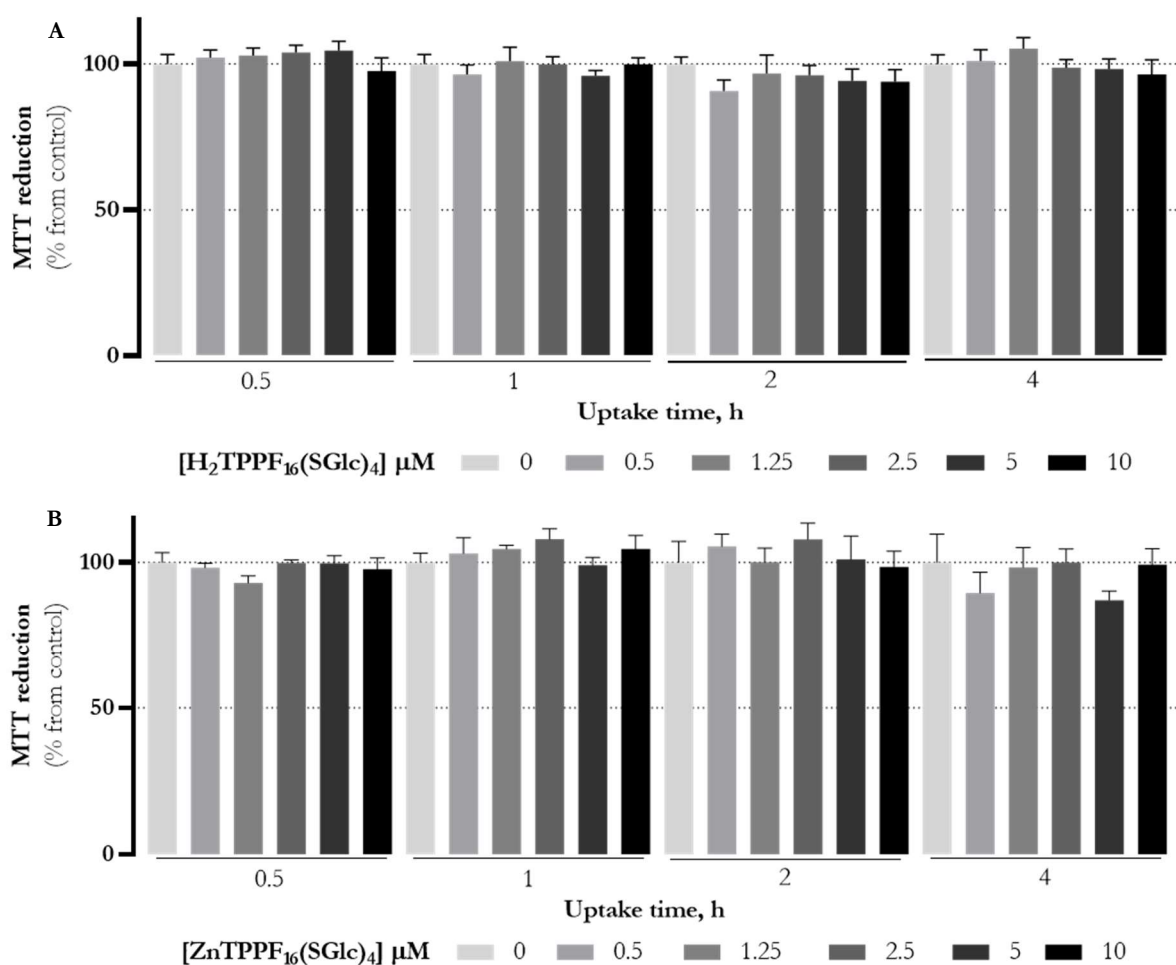 A
MTT reduction
(% from control)
100
50
0
0.5 1 2 4
Uptake time, h
[H₂TPPF₁₆(SGlc)₄] μM 0 0.5 1.25 2.5 5 10
B
MTT reduction
(% from control)
100
50
0
0.5 1 2 4
Uptake time, h
[ZnTPPF₁₆(SGlc)₄] μM 0 0.5 1.25 2.5 5 10